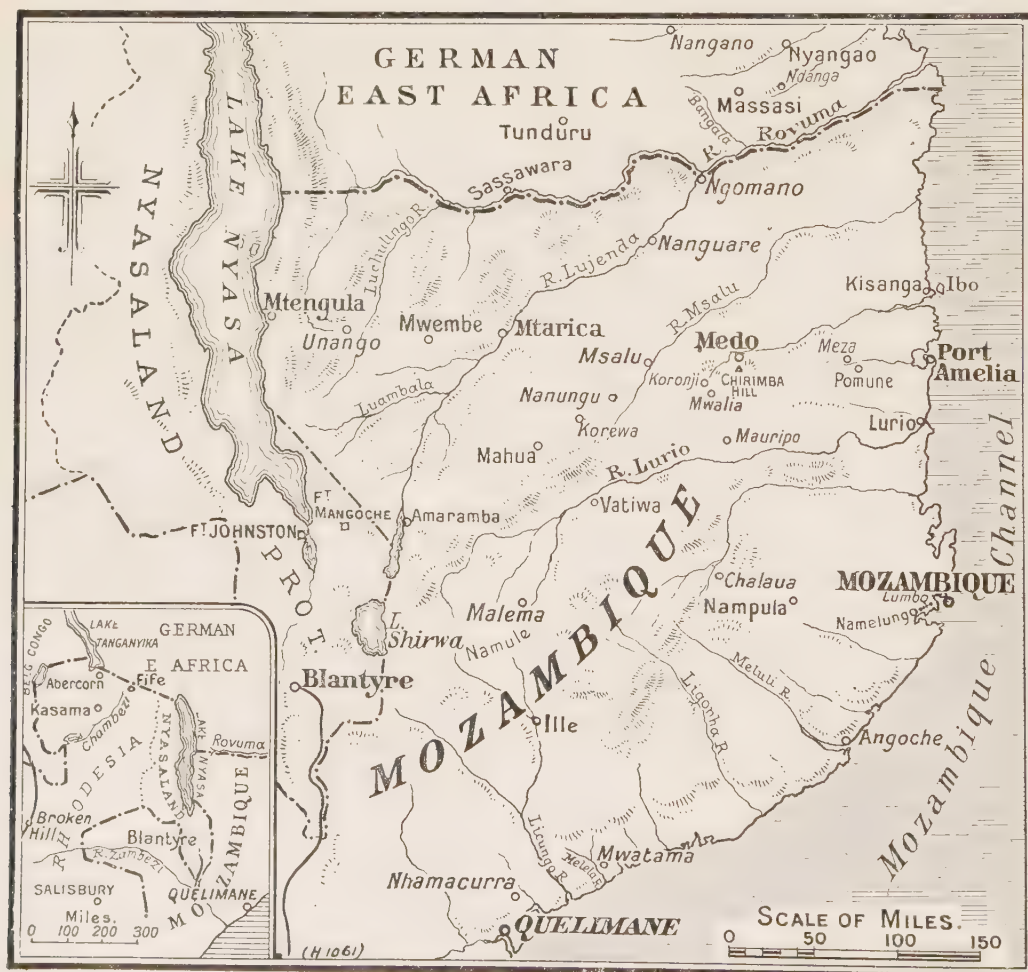 GERMAN
EAST AFRICA
Nangano
Nyangao
Ndanga
Massasi
Bangala
R. Rovuma
Tunduru
Sassawara
Ngomano
LAKE NYASA
NYASALAND
PROT
Luchulingo R.
R. Lujenda
Nanguare
R. Msalu
Kisanga
Ibo
Mtengula
Unango
Mwembe
Mtarica
Msalu
Medo
Meza
Port
Amelia
Koronji
CHIRIMBA
HILL
Pomune
Luambala
Nanungu
Mwalia
Korewa
Mauripo
Lurio
Mahua
R. Lurio
FT
MANGOCHE
Amaramba
Vatiwa
FT JOHNSTON
Mozambique Channel
Chalaua
MOZAMBIQUE
Lumbo
Nampula
Namelungo
Malema
L.
Shirwa
Namule
Blantyre
MOZAMBIQUE
Meluli R.
Ligonha R
Ille
Angoche
Licungo R
Melela R
Mwatama
Nhamacurra
QUELIMANE
(H 1061)
SCALE OF MILES.
0 50 100 150
BELG CONGO
LAKE
TANGANYIKA
GERMAN
E AFRICA
Abercorn
Fife
Kasama
Chambezi
NYASALAND
LAKE NYASA
Rovuma
RHODESIA
MOZAMBIQUE
Broken
Hill
Blantyre
R. Zambezi
SALISBURY
QUELIMANE
Miles.
0 100 200 300